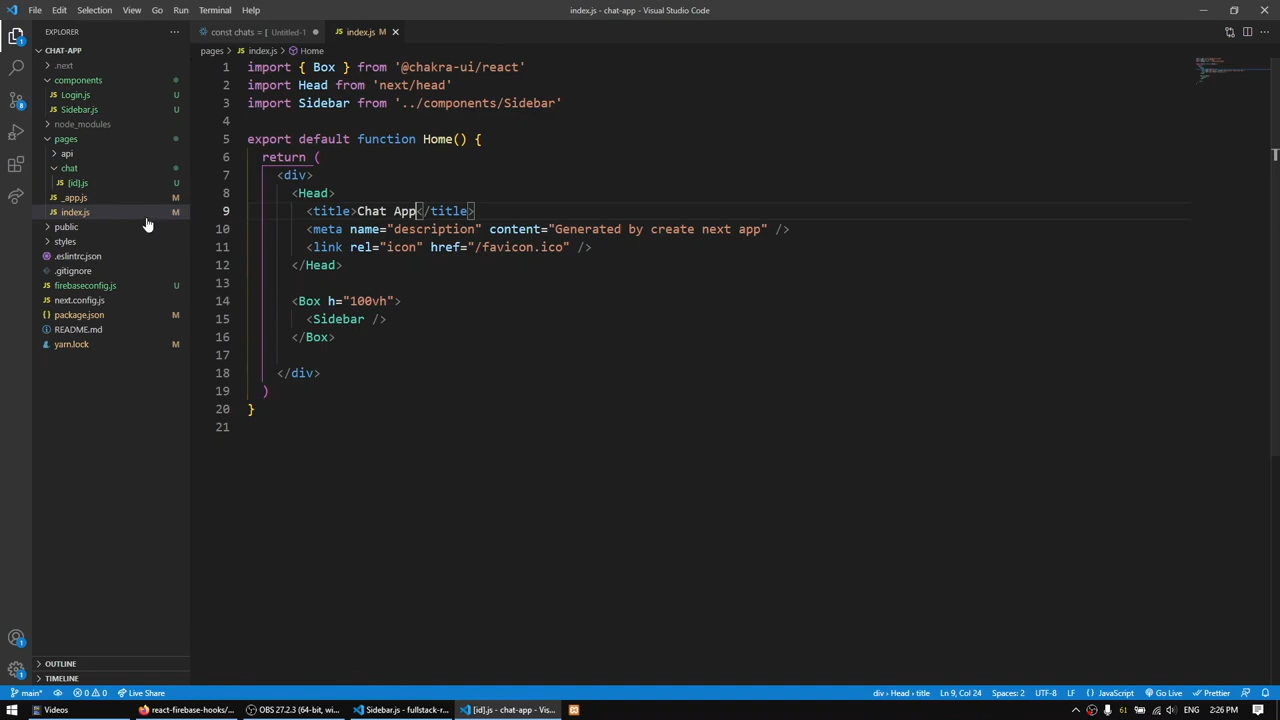 File Edit Selection View Go Run Terminal Help
index.js - chat-app - Visual Studio Code
EXPLORER
CHAT-APP
.next
components
Login.js U
Sidebar.js U
node_modules
pages
api
chat
[id].js U
_app.js M
index.js M
public
styles
.eslintrc.json
.gitignore
firebaseconfig.js U
next.config.js
package.json M
README.md
yarn.lock M
OUTLINE
TIMELINE
const chats = [ Untitled-1
JS index.js M
pages > JS index.js > Home
1 import { Box } from '@chakra-ui/react'
2 import Head from 'next/head'
3 import Sidebar from '../components/Sidebar'
4
5 export default function Home() {
6 return (
7 <div>
8 <Head>
9 <title>Chat App</title>
10 <meta name="description" content="Generated by create next app" />
11 <link rel="icon" href="/favicon.ico" />
12 </Head>
13
14 <Box h="100vh">
15 <Sidebar />
16 </Box>
17
18 </div>
19 )
20 }
21
main* 0 0 Live Share
div > Head > title Ln 9, Col 24 Spaces: 2 UTF-8 LF { } JavaScript Go Live Prettier
Videos
react-firebase-hooks/...
OBS 27.2.3 (64-bit, wi...
Sidebar.js - fullstack-r...
[id].js - chat-app - Vis...
61 ENG 2:26 PM